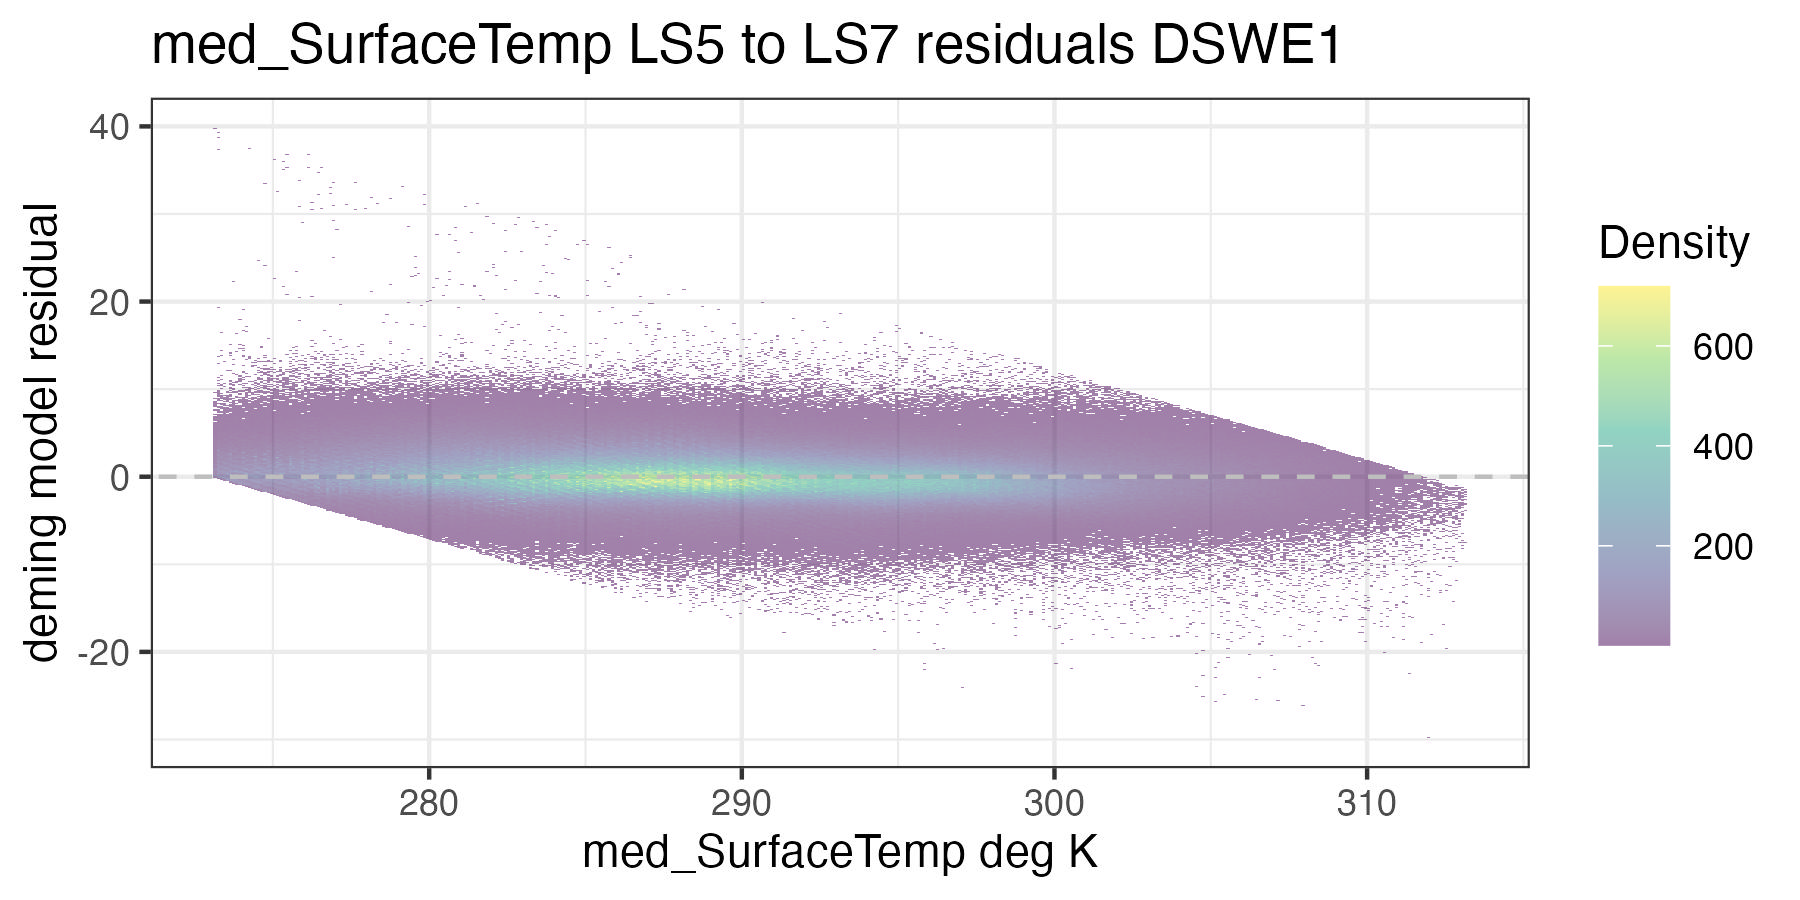 med_SurfaceTemp LS5 to LS7 residuals DSWE1
deming model residual
40
20
0
-20
280
290
300
310
med_SurfaceTemp deg K
Density
600
400
200